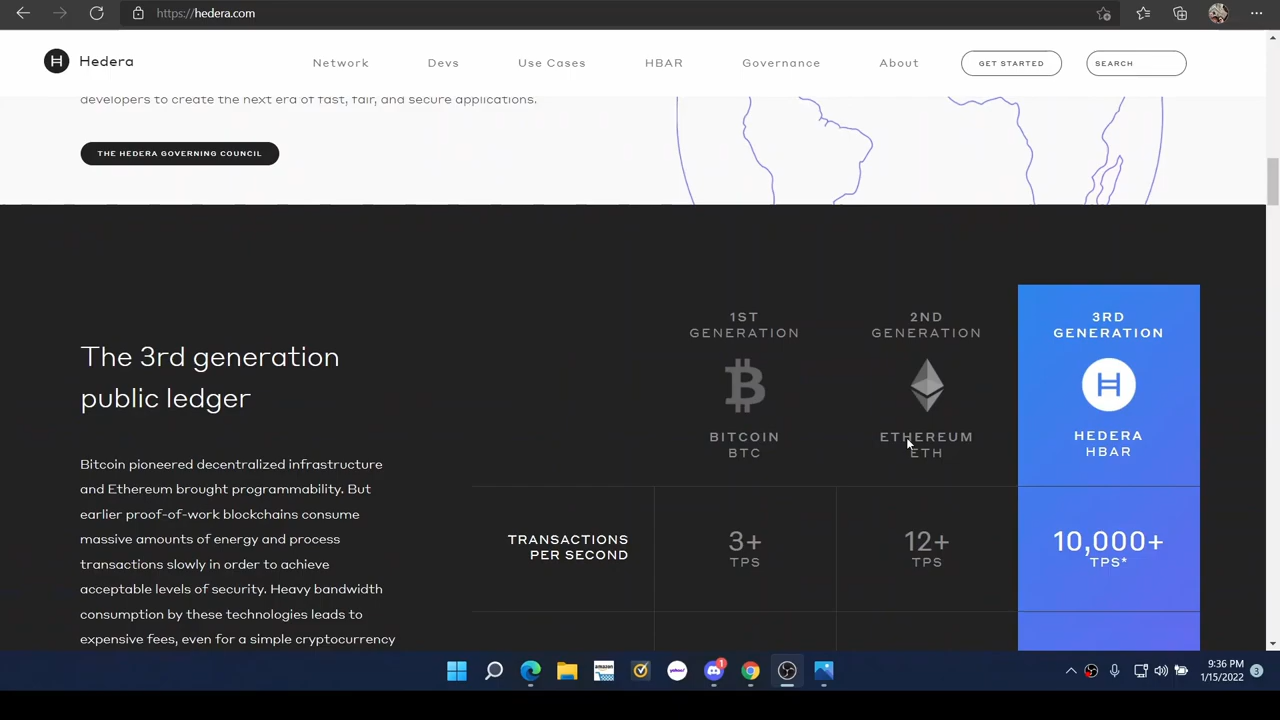 https://hedera.com
Hedera
Network
Devs
Use Cases
HBAR
Governance
About
GET STARTED
SEARCH
developers to create the next era of fast, fair, and secure applications.
THE HEDERA GOVERNING COUNCIL
The 3rd generation
public ledger
Bitcoin pioneered decentralized infrastructure
and Ethereum brought programmability. But
earlier proof-of-work blockchains consume
massive amounts of energy and process
transactions slowly in order to achieve
acceptable levels of security. Heavy bandwidth
consumption by these technologies leads to
expensive fees, even for a simple cryptocurrency
1ST
GENERATION
BITCOIN
BTC
2ND
GENERATION
ETHEREUM
ETH
3RD
GENERATION
HEDERA
HBAR
TRANSACTIONS
PER SECOND
3+
TPS
12+
TPS
10,000+
TPS*
amazon
yahoo!
1
9:36 PM
1/15/2022
3